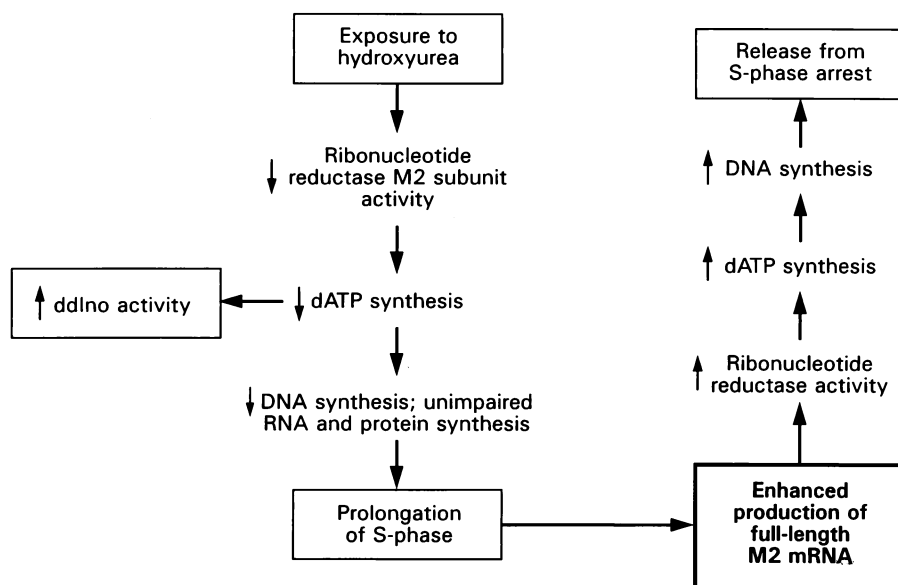 Exposure to
hydroxyurea
↓ Ribonucleotide
reductase M2 subunit
activity
↑ ddIno activity
↓ dATP synthesis
↓ DNA synthesis; unimpaired
RNA and protein synthesis
Prolongation
of S-phase
Enhanced
production of
full-length
M2 mRNA
↑ Ribonucleotide
reductase activity
↑ dATP synthesis
↑ DNA synthesis
Release from
S-phase arrest